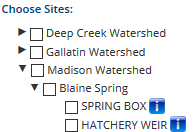 Choose Sites:
Deep Creek Watershed
Gallatin Watershed
Madison Watershed
Blaine Spring
SPRING BOX i
HATCHERY WEIR i